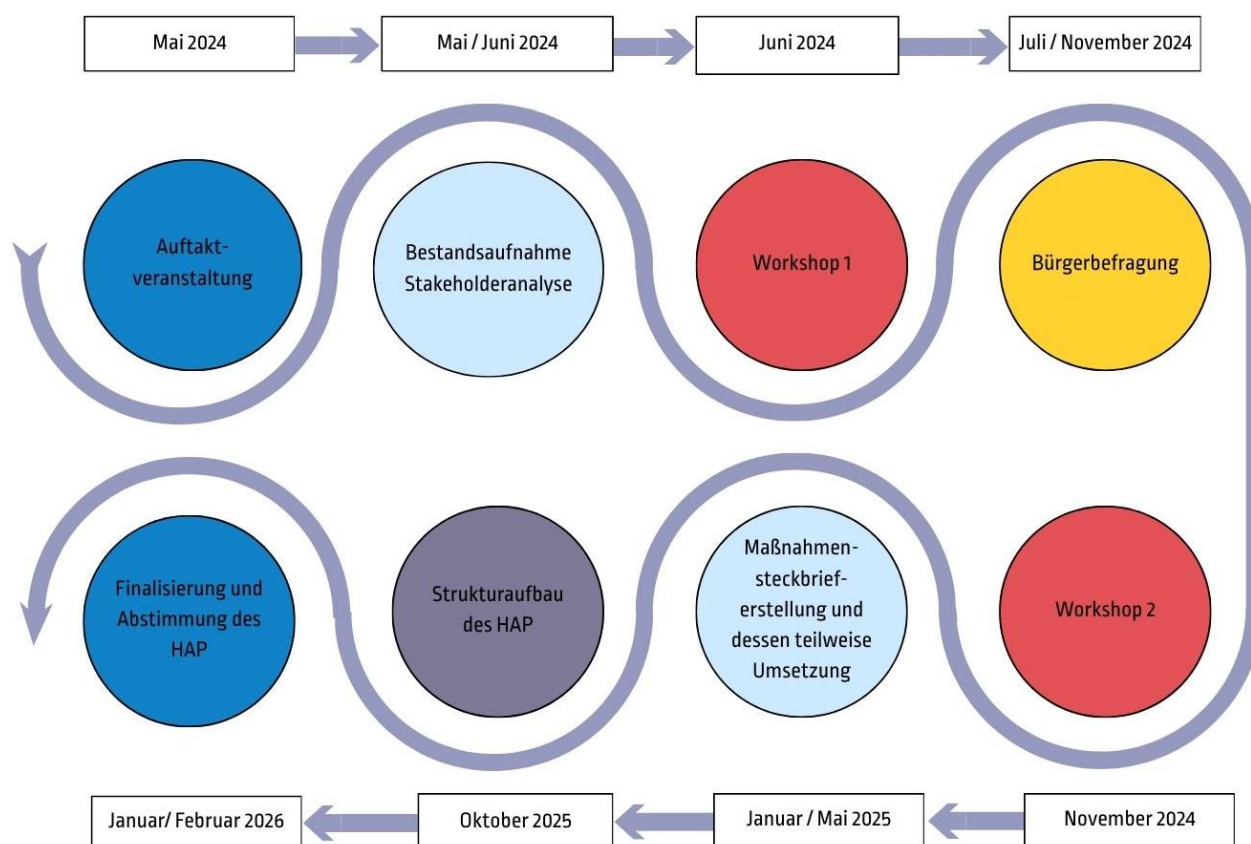 Mai 2024
Mai / Juni 2024
Juni 2024
Juli / November 2024
Auftakt-
veranstaltung
Bestandsaufnahme
Stakeholderanalyse
Workshop 1
Bürgerbefragung
Finalisierung und
Abstimmung des
HAP
Strukturaufbau
des HAP
Maßnahmen-
steckbrief-
erstellung und
dessen teilweise
Umsetzung
Workshop 2
Januar/ Februar 2026
Oktober 2025
Januar / Mai 2025
November 2024